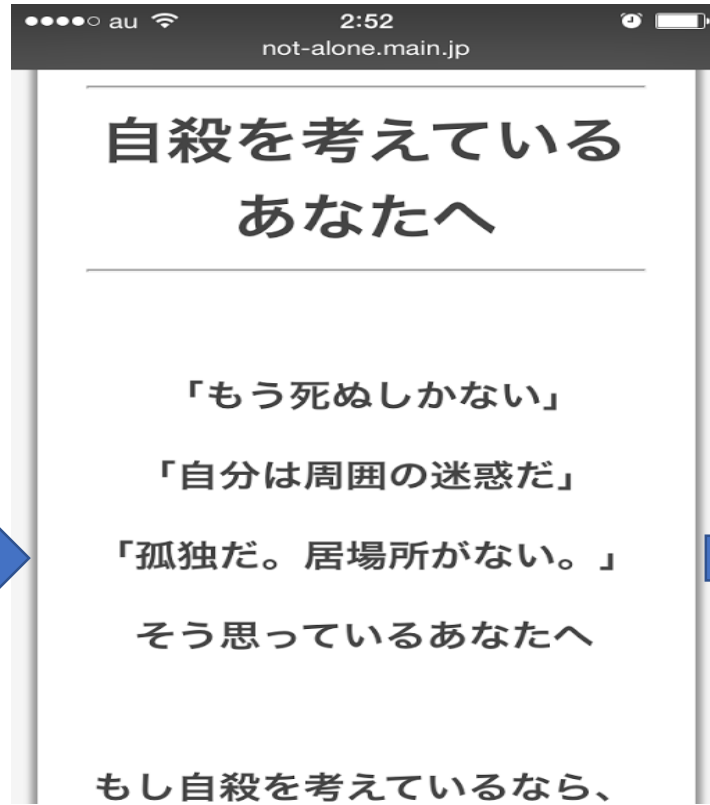 au 2:52
not-alone.main.jp
自殺を考えている
あなたへ
「もう死ぬしかない」
「自分は周囲の迷惑だ」
「孤独だ。居場所がない。」
そう思っているあなたへ
もし自殺を考えているなら、